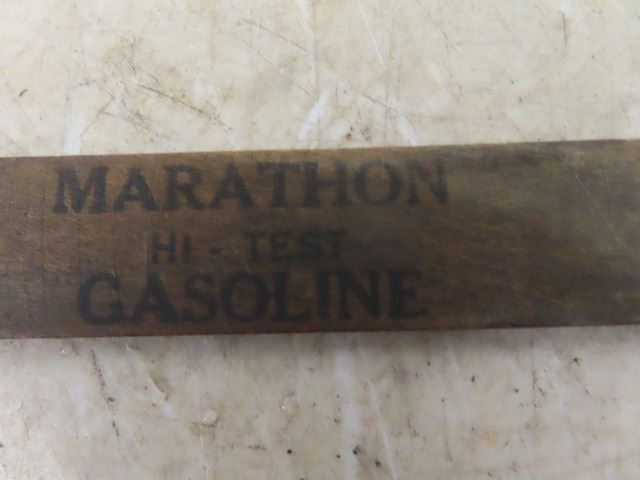 MARATHON
HI - TEST
GASOLINE